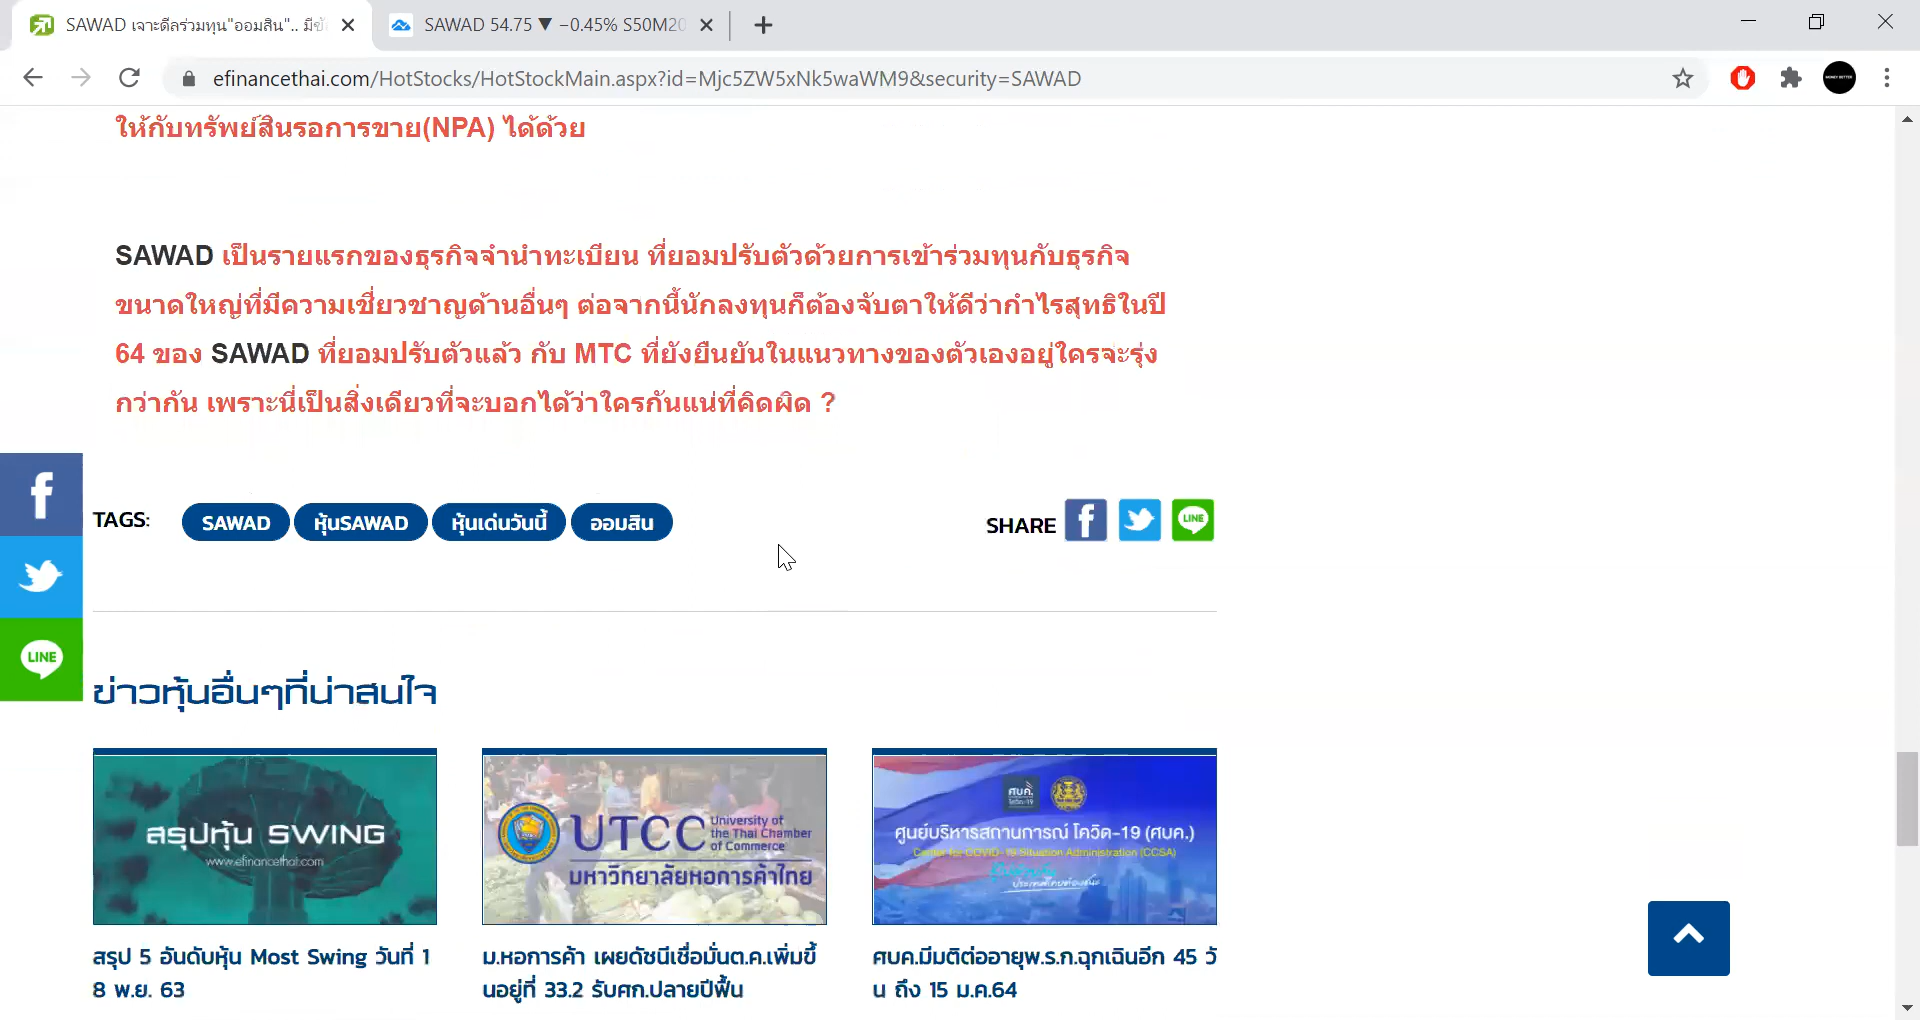 SAWAD เจาะดีลร่วมทุน"ออมสิน".. มีข้
SAWAD 54.75 ▼ −0.45% S50M20
efinancethai.com/HotStocks/HotStockMain.aspx?id=Mjc5ZW5xNk5waWM9&security=SAWAD
ให้กับทรัพย์สินรอการขาย(NPA) ได้ด้วย
SAWAD เป็นรายแรกของธุรกิจจำนำทะเบียน ที่ยอมปรับตัวด้วยการเข้าร่วมทุนกับธุรกิจ
ขนาดใหญ่ที่มีความเชี่ยวชาญด้านอื่นๆ ต่อจากนี้นักลงทุนก็ต้องจับตาให้ดีว่ากำไรสุทธิในปี
64 ของ SAWAD ที่ยอมปรับตัวแล้ว กับ MTC ที่ยังยืนยันในแนวทางของตัวเองอยู่ใครจะรุ่ง
กว่ากัน เพราะนี่เป็นสิ่งเดียวที่จะบอกได้ว่าใครกันแน่ที่คิดผิด ?
TAGS: SAWAD หุ้นSAWAD หุ้นเด่นวันนี้ ออมสิน SHARE LINE
LINE
ข่าวหุ้นอื่นๆที่น่าสนใจ
สรุปหุ้น SWING
www.efinancethai.com
UTCC University of
the Thai Chamber
of Commerce
มหาวิทยาลัยหอการค้าไทย
ศบค.
ศูนย์บริหารสถานการณ์ โควิด-19 (ศบค.)
Center for COVID-19 Situation Administration (CCSA)
สรุป 5 อันดับหุ้น Most Swing วันที่ 1
8 พ.ย. 63
ม.หอการค้า เผยดัชนีเชื่อมั่นต.ค.เพิ่มขึ้
นอยู่ที่ 33.2 รับศก.ปลายปีฟื้น
ศบค.มีมติต่ออายุพ.ร.ก.ฉุกเฉินอีก 45 วั
น ถึง 15 ม.ค.64